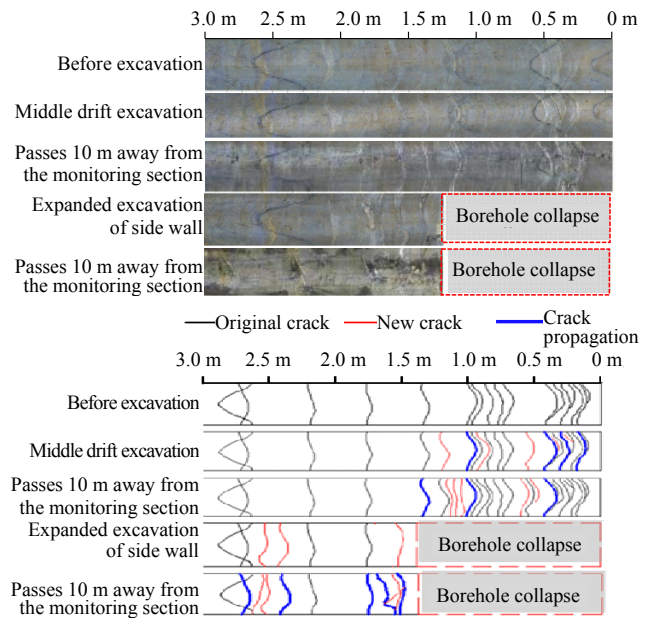 3.0 m 2.5 m 2.0 m 1.5 m 1.0 m 0.5 m 0 m
Before excavation
Middle drift excavation
Passes 10 m away from
the monitoring section
Expanded excavation
of side wall
Borehole collapse
Passes 10 m away from
the monitoring section
Borehole collapse
Original crack New crack Crack
propagation
3.0 m 2.5 m 2.0 m 1.5 m 1.0 m 0.5 m 0 m
Before excavation
Middle drift excavation
Passes 10 m away from
the monitoring section
Expanded excavation
of side wall
Borehole collapse
Passes 10 m away from
the monitoring section
Borehole collapse